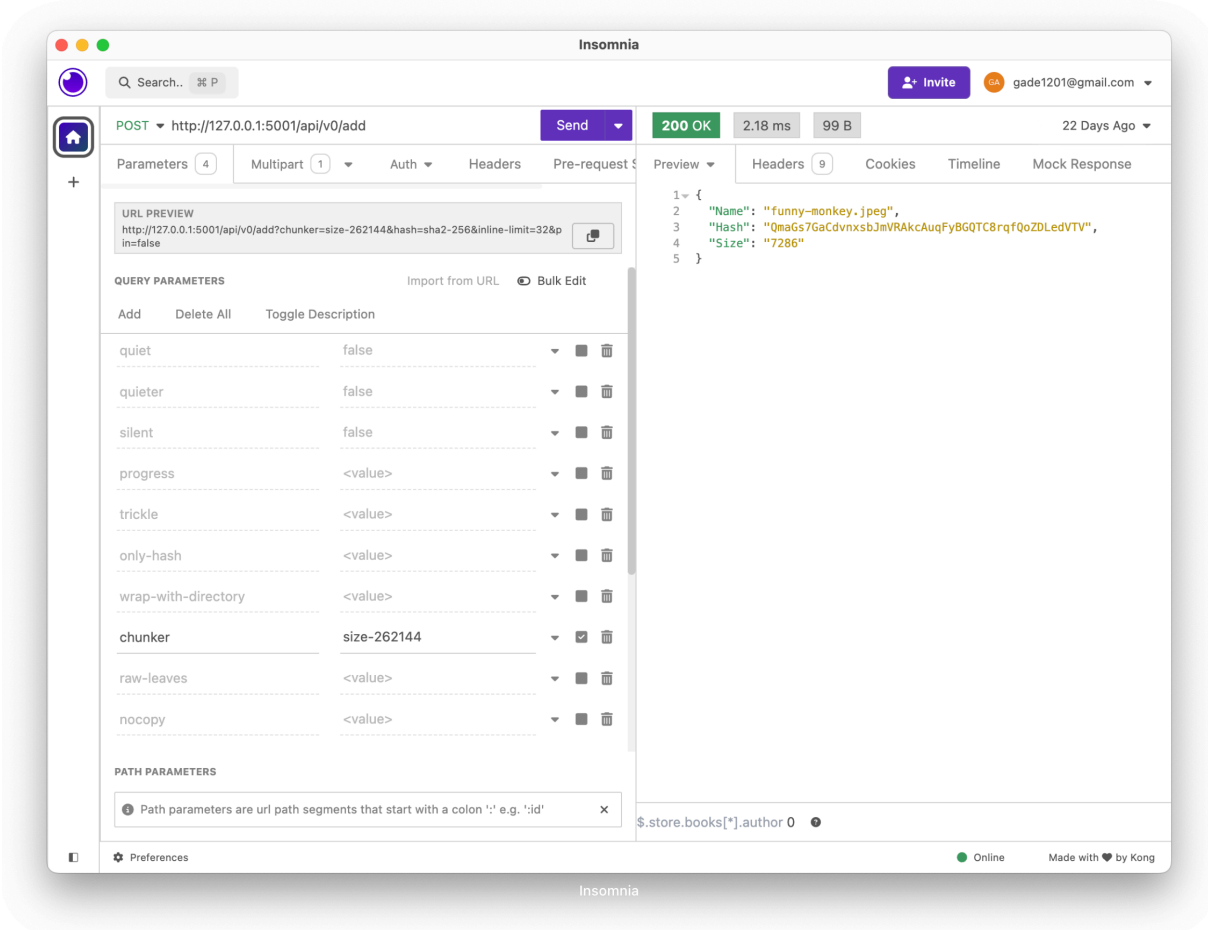 Insomnia
Search.. ⌘ P
Invite
GA
gade1201@gmail.com
POST http://127.0.0.1:5001/api/v0/add
Send
200 OK
2.18 ms
99 B
22 Days Ago
Parameters 4
Multipart 1
Auth
Headers
Pre-request S
Preview
Headers 9
Cookies
Timeline
Mock Response
URL PREVIEW
http://127.0.0.1:5001/api/v0/add?chunker=size-262144&hash=sha2-256&inline-limit=32&p
in=false
QUERY PARAMETERS
Import from URL
Bulk Edit
Add
Delete All
Toggle Description
quiet false
quieter false
silent false
progress <value>
trickle <value>
only-hash <value>
wrap-with-directory <value>
chunker size-262144
raw-leaves <value>
nocopy <value>
PATH PARAMETERS
Path parameters are url path segments that start with a colon ':' e.g. ':id'
1 {
2 "Name": "funny-monkey.jpeg",
3 "Hash": "QmaGs7GaCdvnxsbJmVRAkcAuqFyBGQTC8rqfQoZDLedVTV",
4 "Size": "7286"
5 }
$.store.books[*].author 0
Preferences
Online
Made with ♥ by Kong
Insomnia